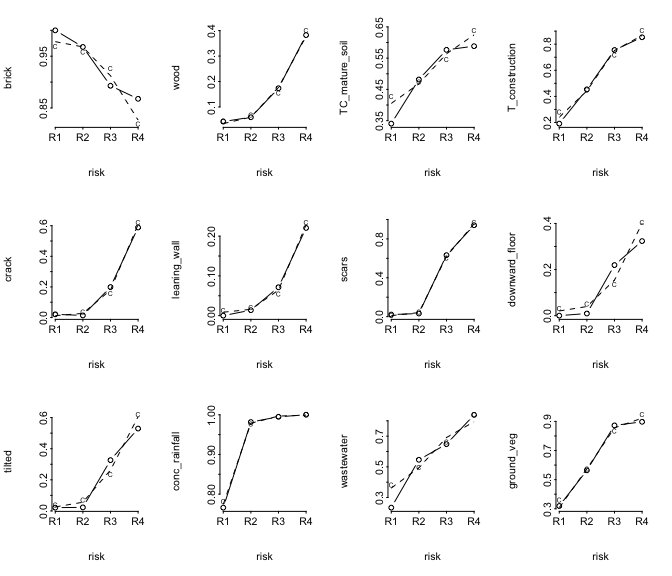 brick
0.85 0.95
R1 R2 R3 R4
risk
wood
0.1 0.2 0.3 0.4
R1 R2 R3 R4
risk
TC_mature_soil
0.35 0.45 0.55 0.65
R1 R2 R3 R4
risk
T_construction
0.2 0.4 0.6 0.8
R1 R2 R3 R4
risk
crack
0.0 0.2 0.4 0.6
R1 R2 R3 R4
risk
leaning_wall
0.00 0.10 0.20
R1 R2 R3 R4
risk
scars
0.0 0.4 0.8
R1 R2 R3 R4
risk
downward_floor
0.0 0.2 0.4
R1 R2 R3 R4
risk
tilted
0.0 0.2 0.4 0.6
R1 R2 R3 R4
risk
conc_rainfall
0.80 0.90 1.00
R1 R2 R3 R4
risk
wastewater
0.3 0.5 0.7
R1 R2 R3 R4
risk
ground_veg
0.3 0.5 0.7 0.9
R1 R2 R3 R4
risk